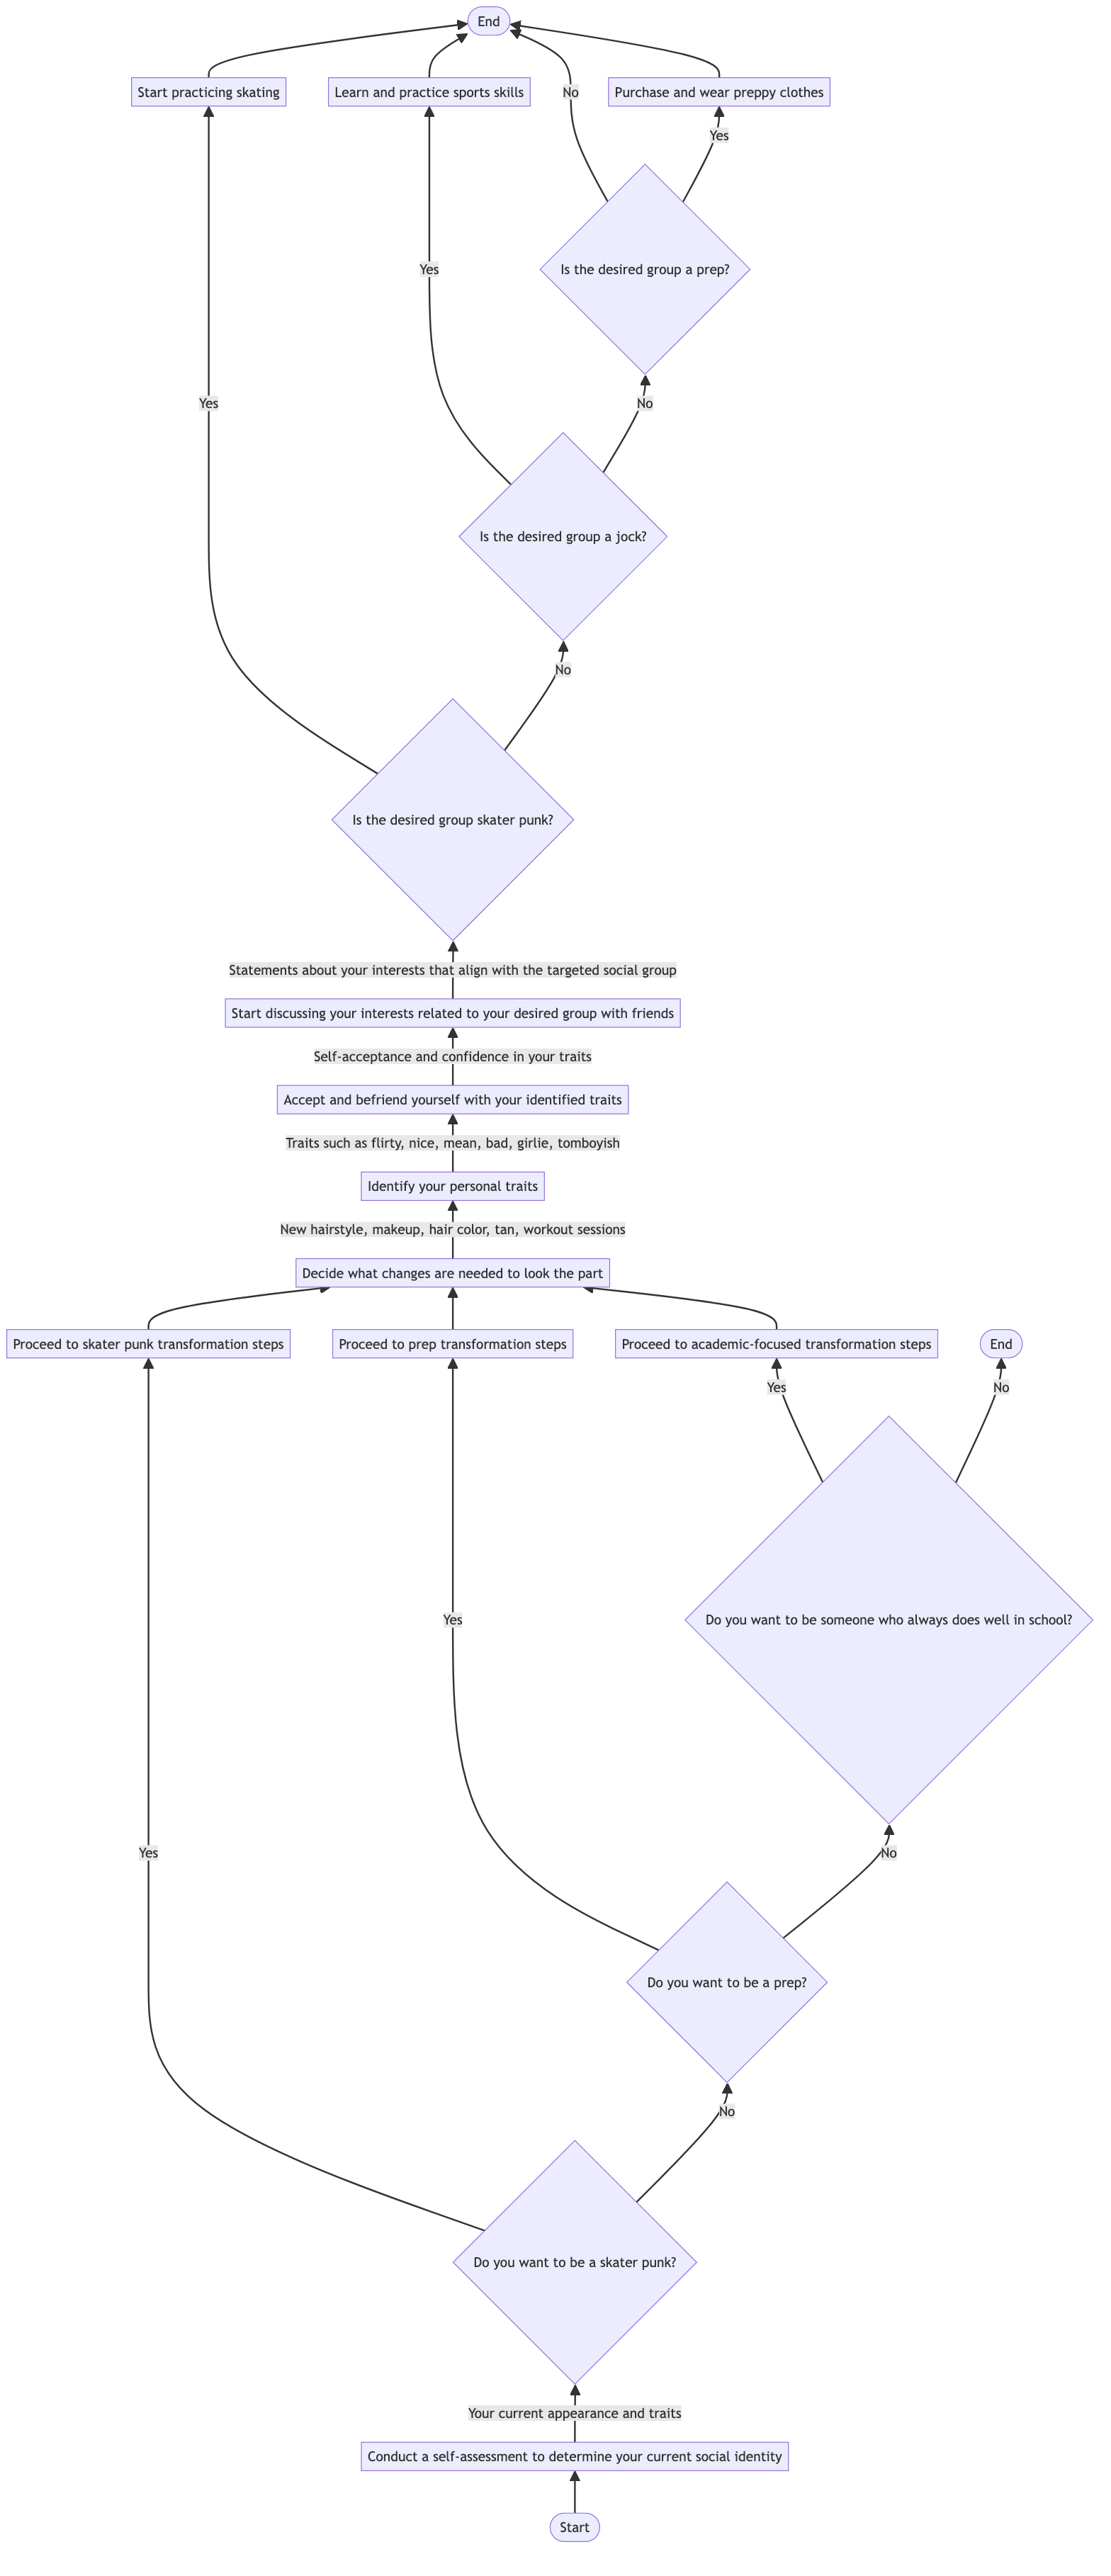 End
Start practicing skating
Learn and practice sports skills
No
Purchase and wear preppy clothes
Yes
Is the desired group a prep?
Yes
Yes
No
Is the desired group a jock?
No
Is the desired group skater punk?
Statements about your interests that align with the targeted social group
Start discussing your interests related to your desired group with friends
Self-acceptance and confidence in your traits
Accept and befriend yourself with your identified traits
Traits such as flirty, nice, mean, bad, girlie, tomboyish
Identify your personal traits
New hairstyle, makeup, hair color, tan, workout sessions
Decide what changes are needed to look the part
Proceed to skater punk transformation steps
Proceed to prep transformation steps
Proceed to academic-focused transformation steps
End
Yes
No
Do you want to be someone who always does well in school?
Yes
Yes
No
Do you want to be a prep?
No
Do you want to be a skater punk?
Your current appearance and traits
Conduct a self-assessment to determine your current social identity
Start